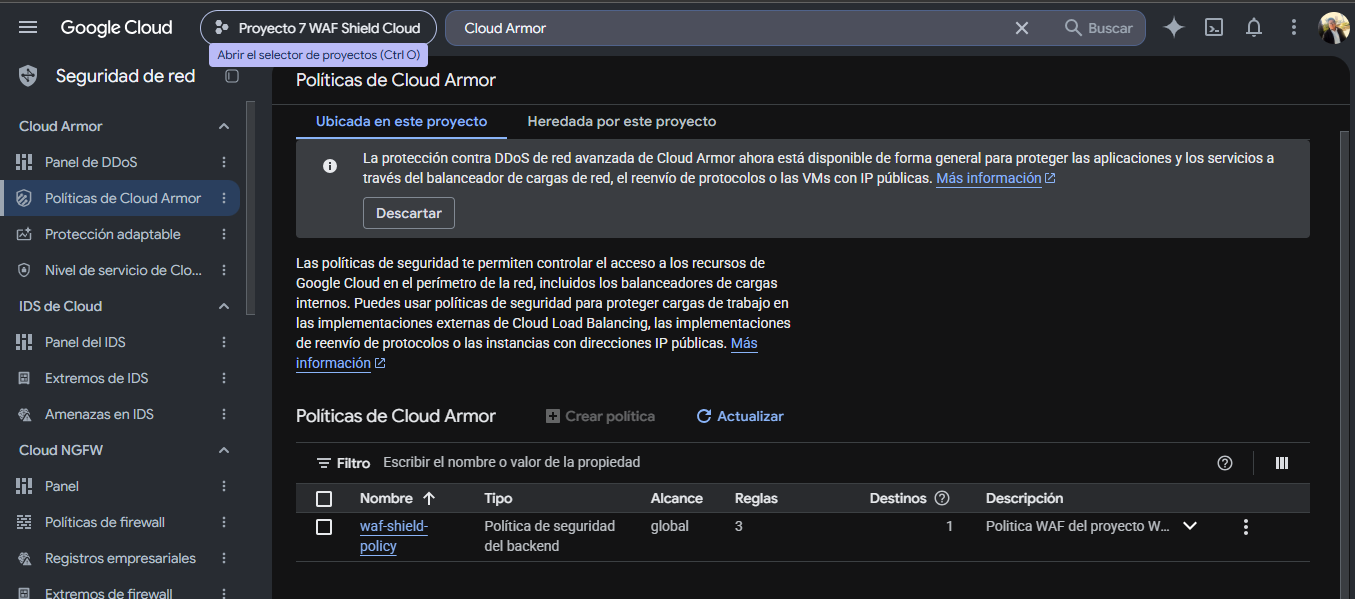 Google Cloud
Proyecto 7 WAF Shield Cloud
Cloud Armor
Buscar
Abrir el selector de proyectos (Ctrl O)
Seguridad de red
Cloud Armor
Panel de DDoS
Políticas de Cloud Armor
Protección adaptable
Nivel de servicio de Clo...
IDS de Cloud
Panel del IDS
Extremos de IDS
Amenazas en IDS
Cloud NGFW
Panel
Políticas de firewall
Registros empresariales
Extremos de firewall
Políticas de Cloud Armor
Ubicada en este proyecto
Heredada por este proyecto
La protección contra DDoS de red avanzada de Cloud Armor ahora está disponible de forma general para proteger las aplicaciones y los servicios a
través del balanceador de cargas de red, el reenvío de protocolos o las VMs con IP públicas. Más información
Descartar
Las políticas de seguridad te permiten controlar el acceso a los recursos de
Google Cloud en el perímetro de la red, incluidos los balanceadores de cargas
internos. Puedes usar políticas de seguridad para proteger cargas de trabajo en
las implementaciones externas de Cloud Load Balancing, las implementaciones
de reenvío de protocolos o las instancias con direcciones IP públicas. Más
información
Políticas de Cloud Armor
Crear política
Actualizar
Filtro Escribir el nombre o valor de la propiedad
Nombre Tipo Alcance Reglas Destinos Descripción
waf-shield- Política de seguridad global 3 1 Politica WAF del proyecto W...
policy del backend